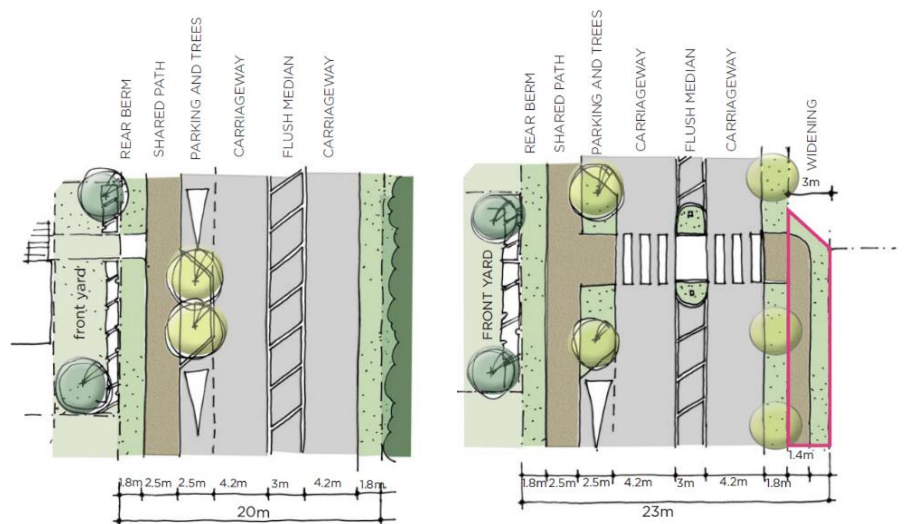 REAR BERM
SHARED PATH
PARKING AND TREES
CARRIAGEWAY
FLUSH MEDIAN
CARRIAGEWAY
front yard
1.8m
2.5m
2.5m
4.2m
3m
4.2m
1.8m
20m
REAR BERM
SHARED PATH
PARKING AND TREES
CARRIAGEWAY
FLUSH MEDIAN
CARRIAGEWAY
WIDENING
3m
FRONT YARD
1.4m
1.8m
2.5m
2.5m
4.2m
3m
4.2m
1.8m
23m